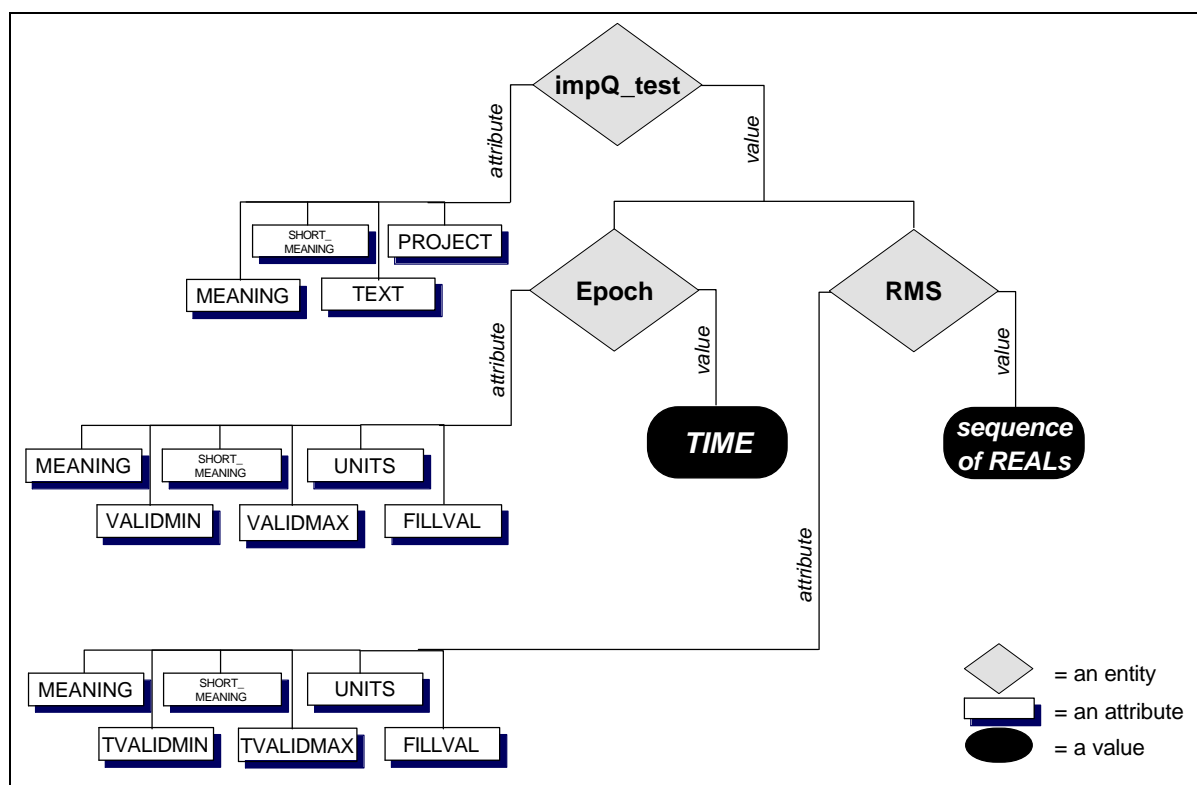 impQ_test
attribute
value
SHORT_
MEANING
PROJECT
MEANING
TEXT
Epoch
RMS
attribute
value
value
TIME
sequence
of REALs
MEANING
SHORT_
MEANING
UNITS
VALIDMIN
VALIDMAX
FILLVAL
attribute
MEANING
SHORT_
MEANING
UNITS
TVALIDMIN
TVALIDMAX
FILLVAL
= an entity
= an attribute
= a value